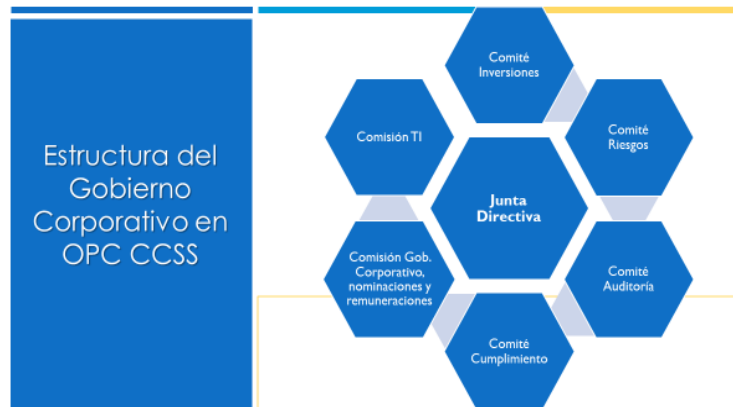 Estructura del
Gobierno
Corporativo en
OPC CCSS
Comité
Inversiones
Comité
Riesgos
Comité
Auditoría
Comité
Cumplimiento
Comisión Gob.
Corporativo,
nominaciones y
remuneraciones
Comisión TI
Junta
Directiva